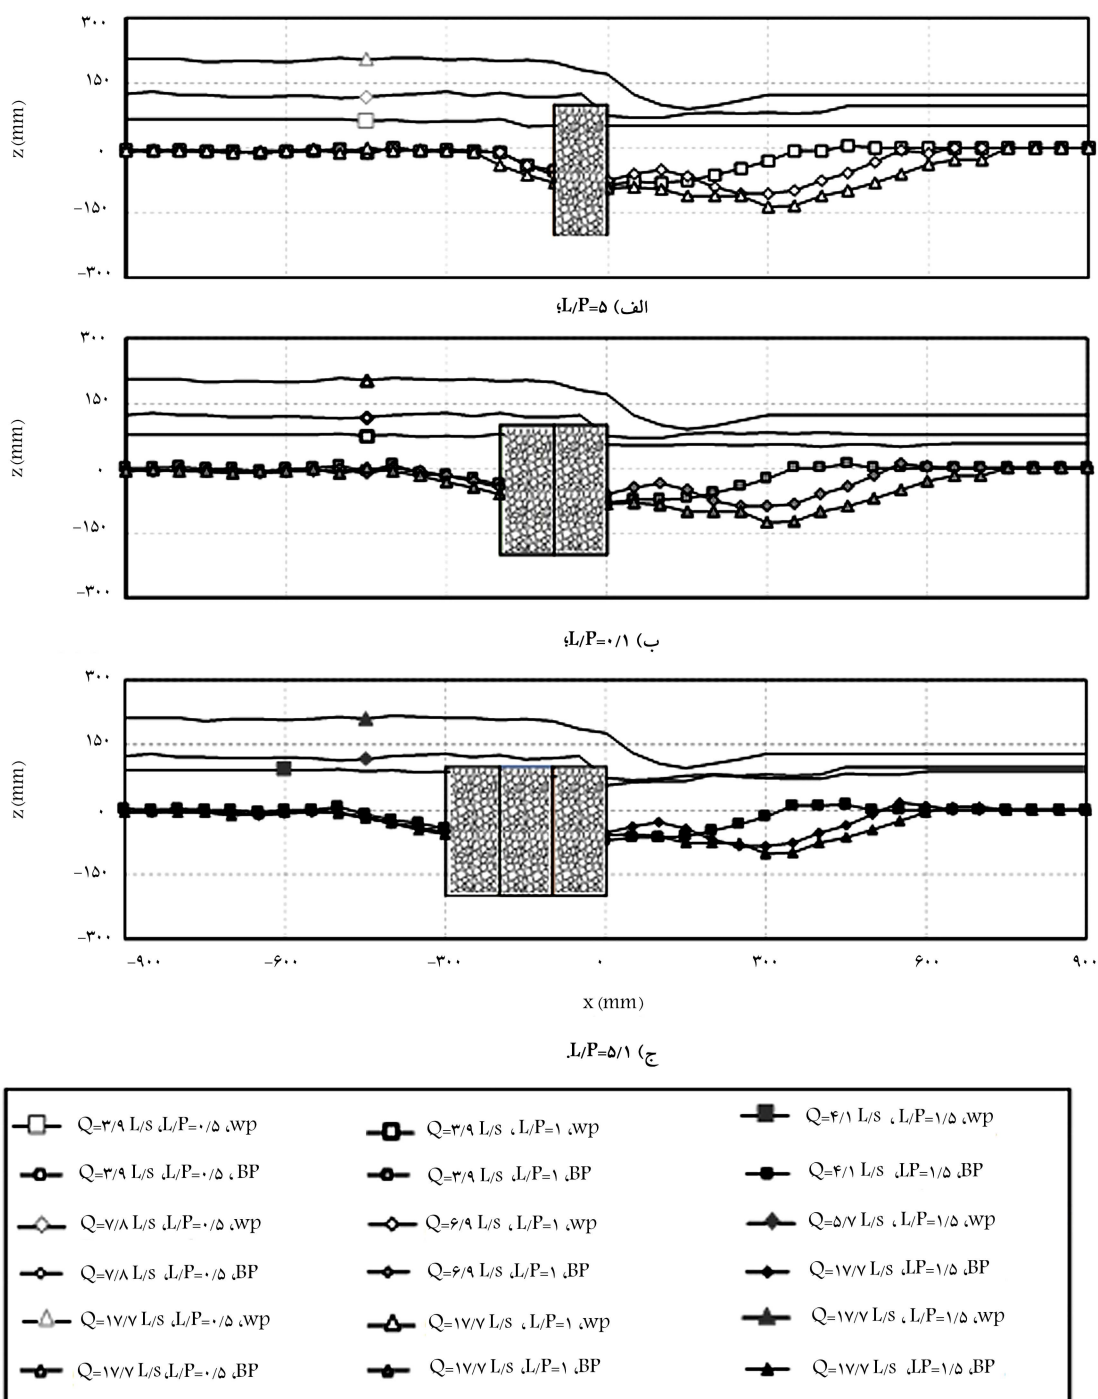 ۳۰۰
۱۵۰
۰
-۱۵۰
-۳۰۰
z (mm)
الف) L/P=۵؛
۳۰۰
۱۵۰
۰
-۱۵۰
-۳۰۰
z (mm)
ب) L/P=۰/۱؛
۳۰۰
۱۵۰
۰
-۱۵۰
-۳۰۰
z (mm)
-۹۰۰ -۶۰۰ -۳۰۰ ۰ ۳۰۰ ۶۰۰ ۹۰۰
x (mm)
ج) L/P=۵/۱.
Q=۳/۹ L/s ،L/P=۰/۵ ،wp
Q=۳/۹ L/s ،L/P=۰/۵ ،BP
Q=۷/۸ L/s ،L/P=۰/۵ ،wp
Q=۷/۸ L/s ،L/P=۰/۵ ،BP
Q=۱۷/۷ L/s ،L/P=۰/۵ ،wp
Q=۱۷/۷ L/s ،L/P=۰/۵ ،BP
Q=۳/۹ L/s ، L/P=۱ ،wp
Q=۳/۹ L/s ،L/P=۱ ،BP
Q=۶/۹ L/s ، L/P=۱ ،wp
Q=۶/۹ L/s ،L/P=۱ ،BP
Q=۱۷/۷ L/s ، L/P=۱ ،wp
Q=۱۷/۷ L/s ،L/P=۱ ،BP
Q=۴/۱ L/s ، L/P=۱/۵ ،wp
Q=۴/۱ L/s ،LP=۱/۵ ،BP
Q=۵/۷ L/s ، L/P=۱/۵ ،wp
Q=۱۷/۷ L/s ،LP=۱/۵ ،BP
Q=۱۷/۷ L/s ، L/P=۱/۵ ،wp
Q=۱۷/۷ L/s ،LP=۱/۵ ،BP